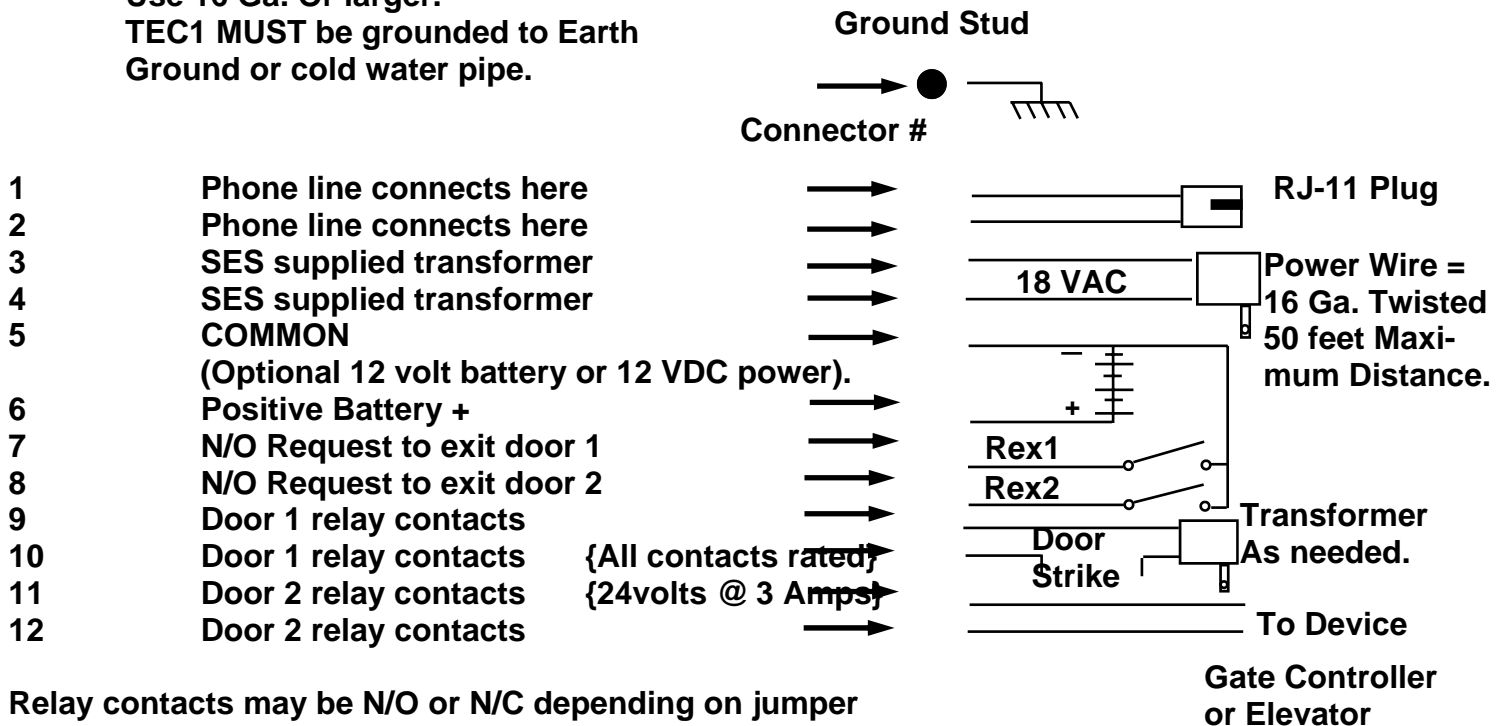 Use 16 Ga. Or larger.
TEC1 MUST be grounded to Earth
Ground or cold water pipe.
Ground Stud
Connector #
1 Phone line connects here
RJ-11 Plug
2 Phone line connects here
3 SES supplied transformer
4 SES supplied transformer
18 VAC
Power Wire =
16 Ga. Twisted
50 feet Maxi-
mum Distance.
5 COMMON
(Optional 12 volt battery or 12 VDC power).
–
+
6 Positive Battery +
7 N/O Request to exit door 1
Rex1
8 N/O Request to exit door 2
Rex2
9 Door 1 relay contacts
10 Door 1 relay contacts {All contacts rated}
Door
Strike
Transformer
As needed.
11 Door 2 relay contacts {24volts @ 3 Amps}
12 Door 2 relay contacts
To Device
Gate Controller
or Elevator
Relay contacts may be N/O or N/C depending on jumper